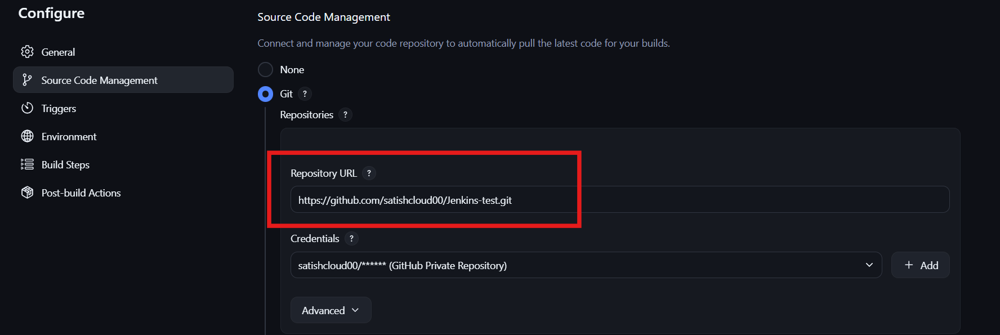 Configure
General
Source Code Management
Triggers
Environment
Build Steps
Post-build Actions
Source Code Management
Connect and manage your code repository to automatically pull the latest code for your builds.
None
Git ?
Repositories ?
Repository URL ?
https://github.com/satishcloud00/Jenkins-test.git
Credentials ?
satishcloud00/****** (GitHub Private Repository)
+ Add
Advanced